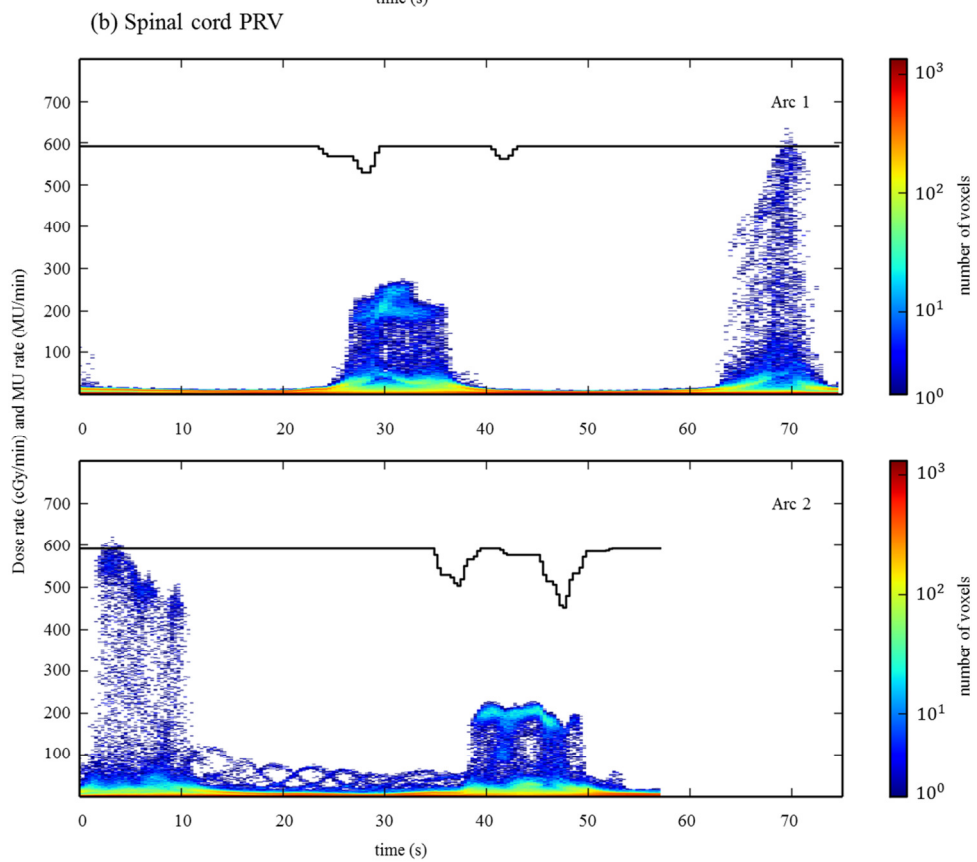 time (s)
(b) Spinal cord PRV
Dose rate (cGy/min) and MU rate (MU/min)
Arc 1
700
600
500
400
300
200
100
0 10 20 30 40 50 60 70
10³
10²
10¹
10⁰
number of voxels
Arc 2
700
600
500
400
300
200
100
0 10 20 30 40 50 60 70
time (s)
10³
10²
10¹
10⁰
number of voxels